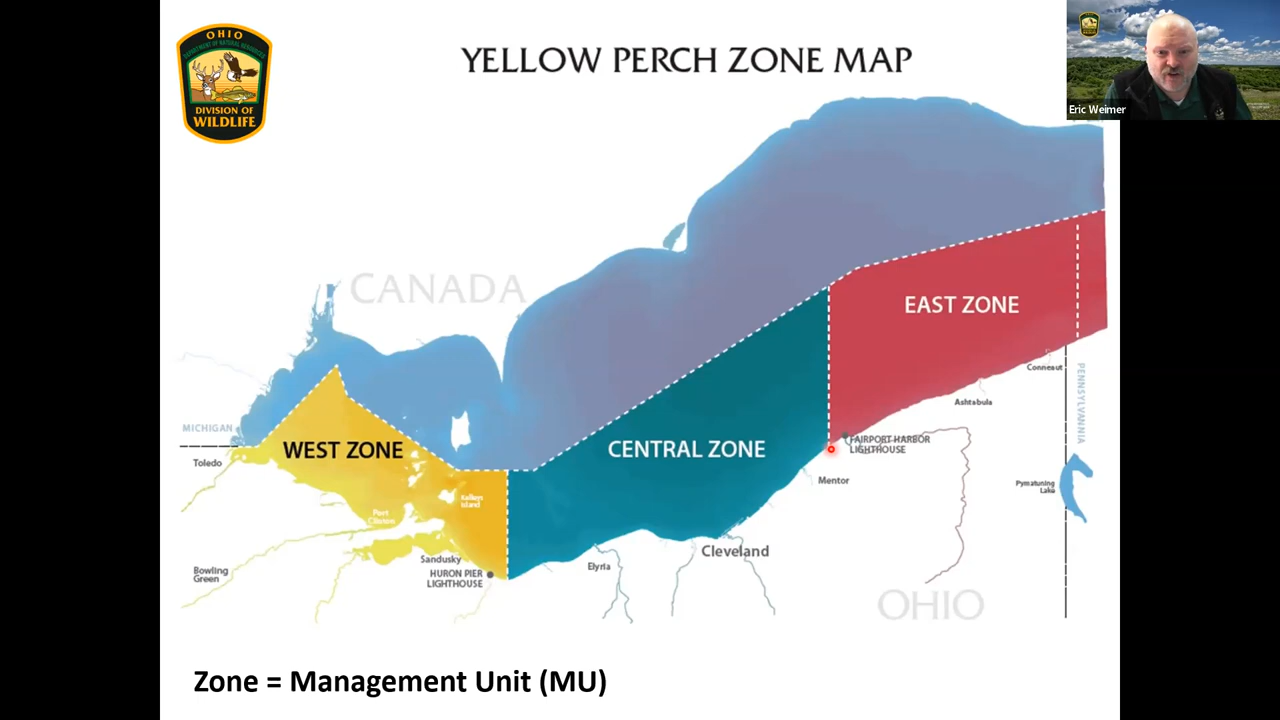 OHIO
DEPARTMENT OF NATURAL RESOURCES
DIVISION OF
WILDLIFE
YELLOW PERCH ZONE MAP
Eric Weimer
CANADA
EAST ZONE
MICHIGAN
WEST ZONE
CENTRAL ZONE
Toledo
Conneaut
PENNSYLVANNIA
Ashtabula
FAIRPORT HARBOR
LIGHTHOUSE
Mentor
Kelleys
Island
Port
Clinton
Pymatuning
Lake
Sandusky
HURON PIER
LIGHTHOUSE
Bowling
Green
Elyria
Cleveland
OHIO
Zone = Management Unit (MU)